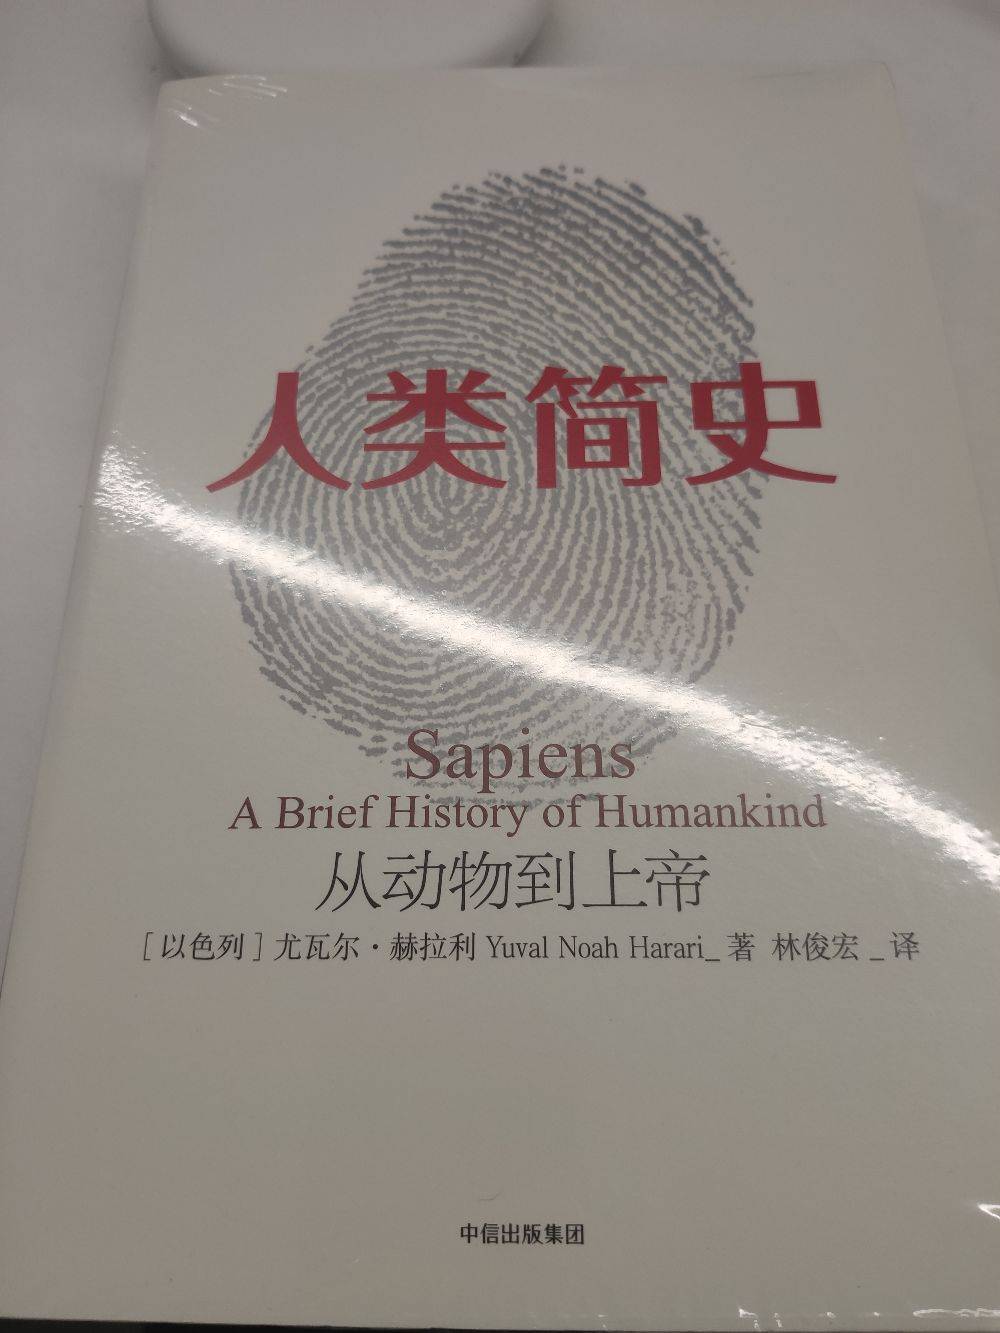 人类简史
Sapiens
A Brief History of Humankind
从动物到上帝
[以色列] 尤瓦尔·赫拉利 Yuval Noah Harari_著 林俊宏_译
中信出版集团